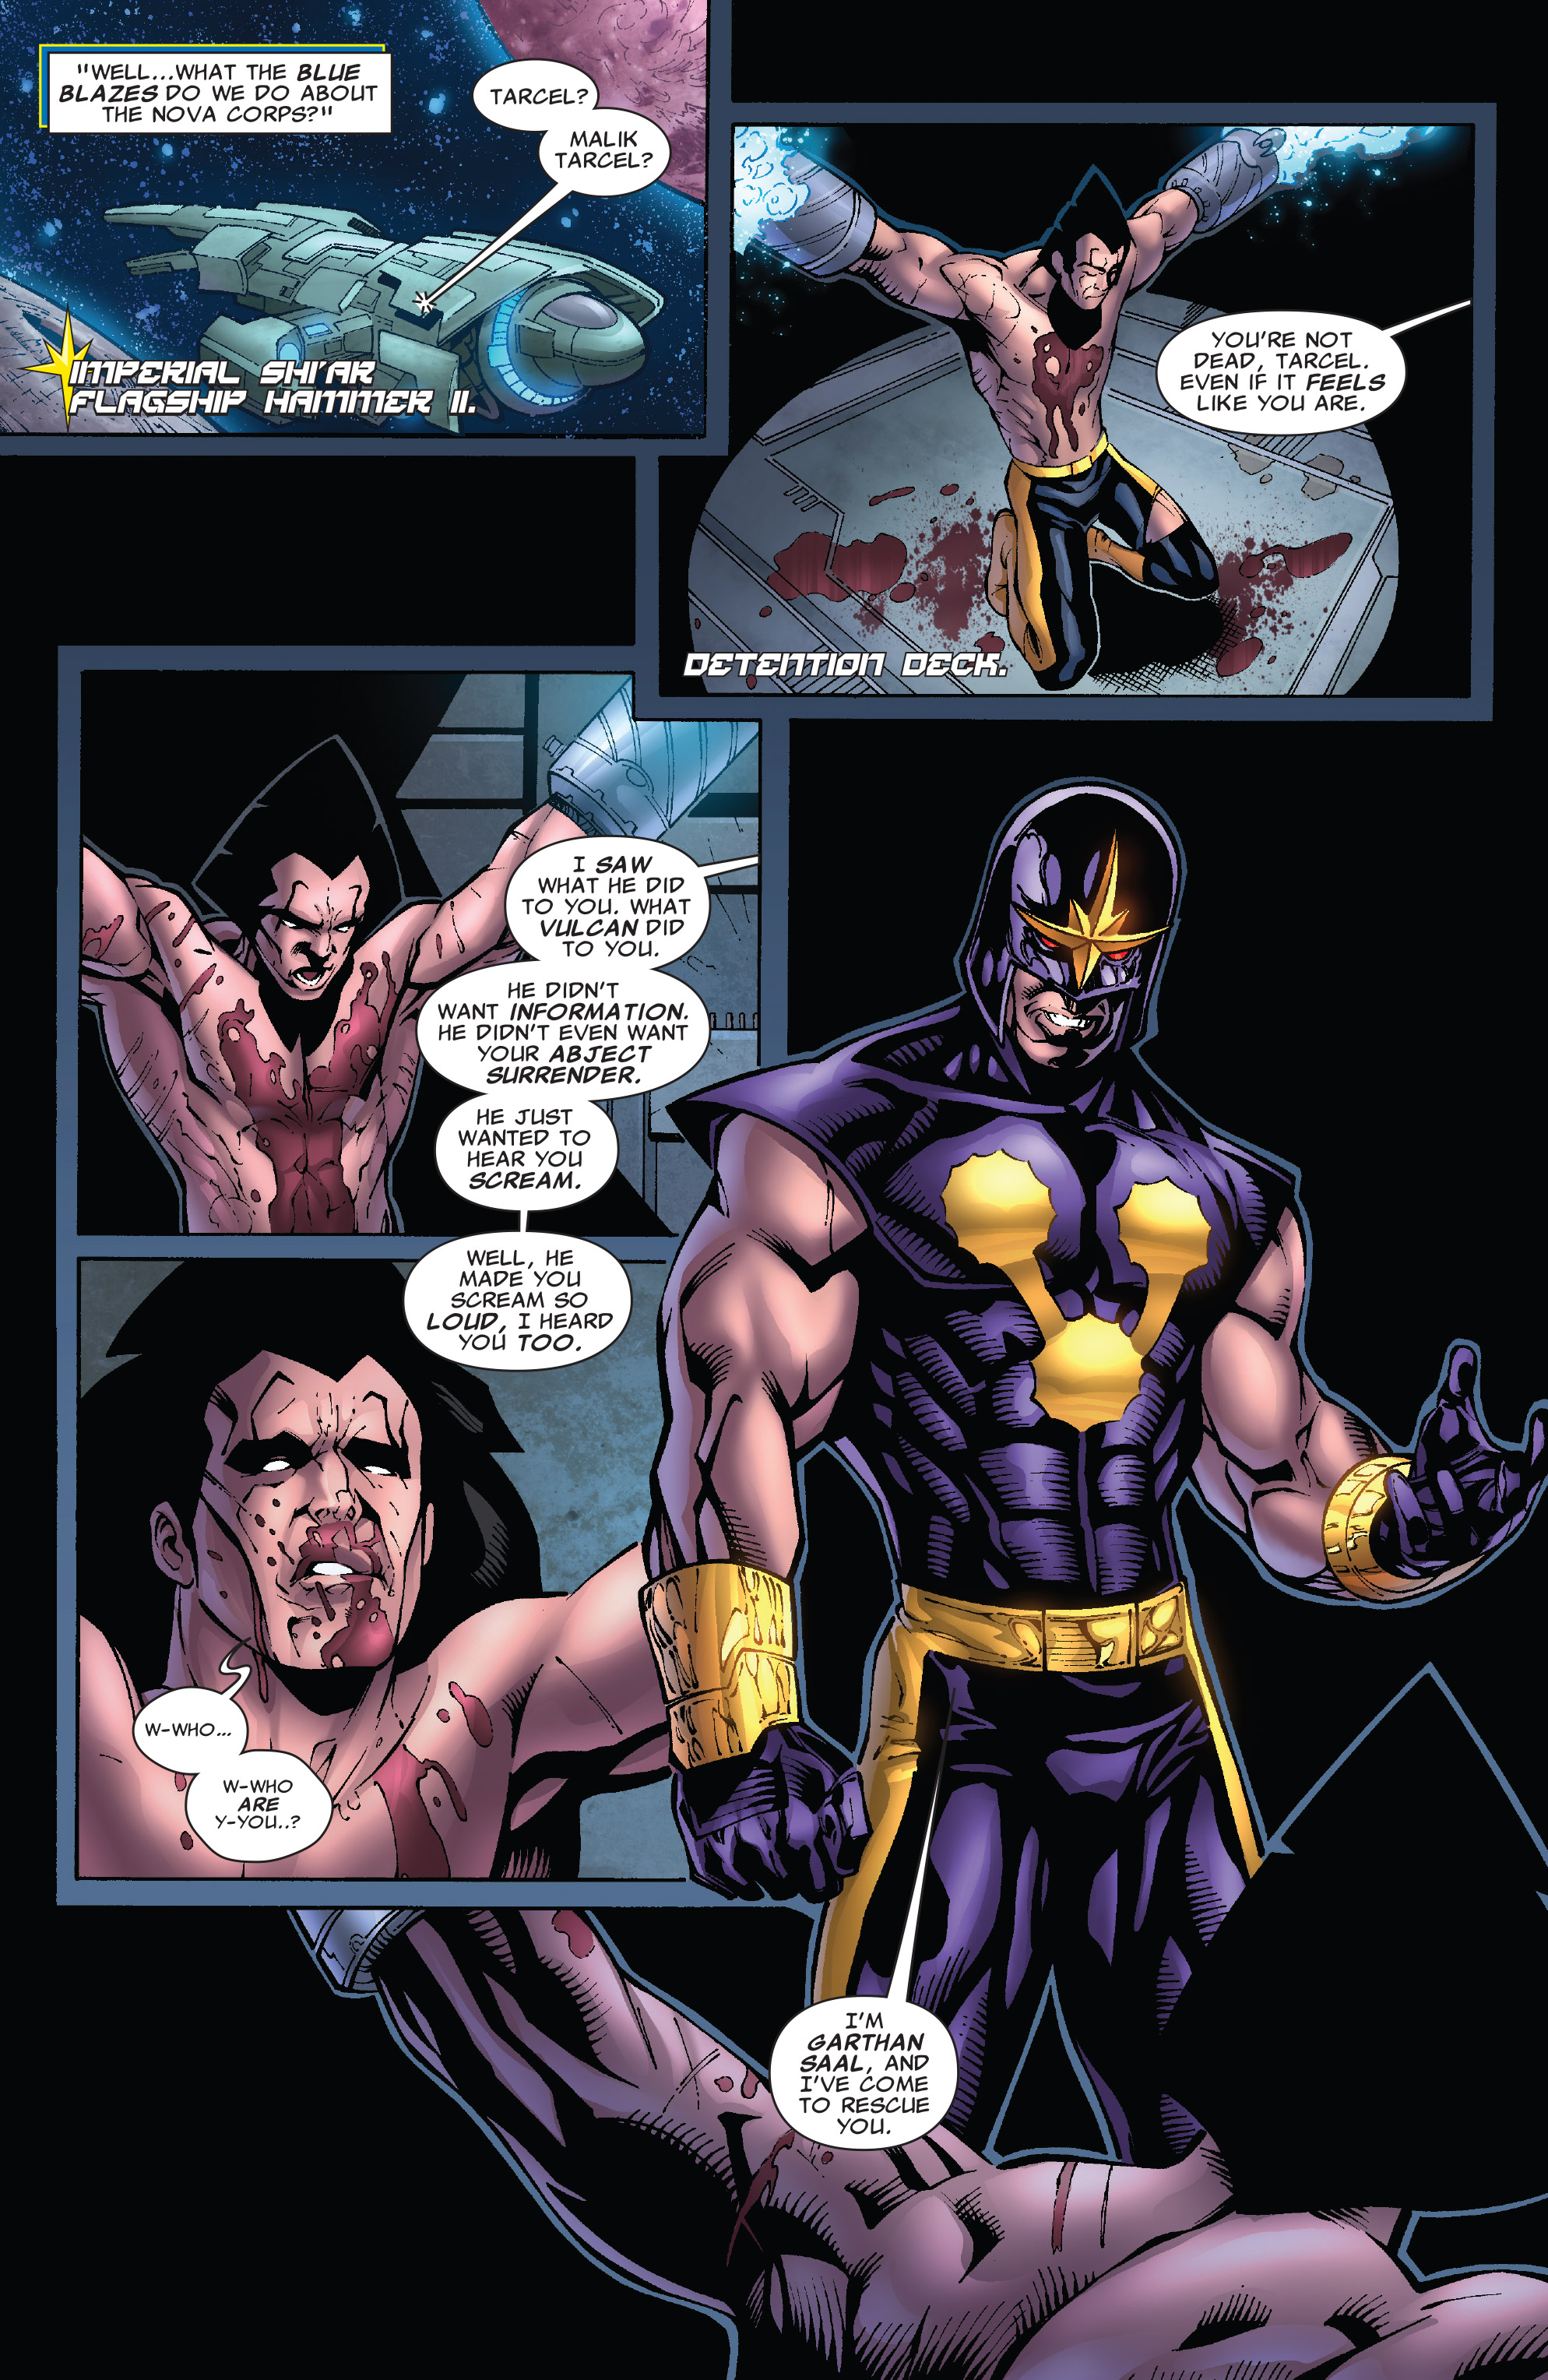 "WELL...WHAT THE BLUE
BLAZES DO WE DO ABOUT
THE NOVA CORPS?"
TARCEL?
MALIK
TARCEL?
IMPERIAL SHI'AR
FLAGSHIP HAMMER II.
YOU'RE NOT
DEAD, TARCEL.
EVEN IF IT FEELS
LIKE YOU ARE.
DETENTION DECK.
I SAW
WHAT HE DID
TO YOU. WHAT
VULCAN DID
TO YOU.
HE DIDN'T
WANT INFORMATION.
HE DIDN'T EVEN WANT
YOUR ABJECT
SURRENDER.
HE JUST
WANTED TO
HEAR YOU
SCREAM.
WELL, HE
MADE YOU
SCREAM SO
LOUD, I HEARD
YOU TOO.
W-WHO...
W-WHO
ARE
Y-YOU..?
I'M
GARTHAN
SAAL, AND
I'VE COME
TO RESCUE
YOU.